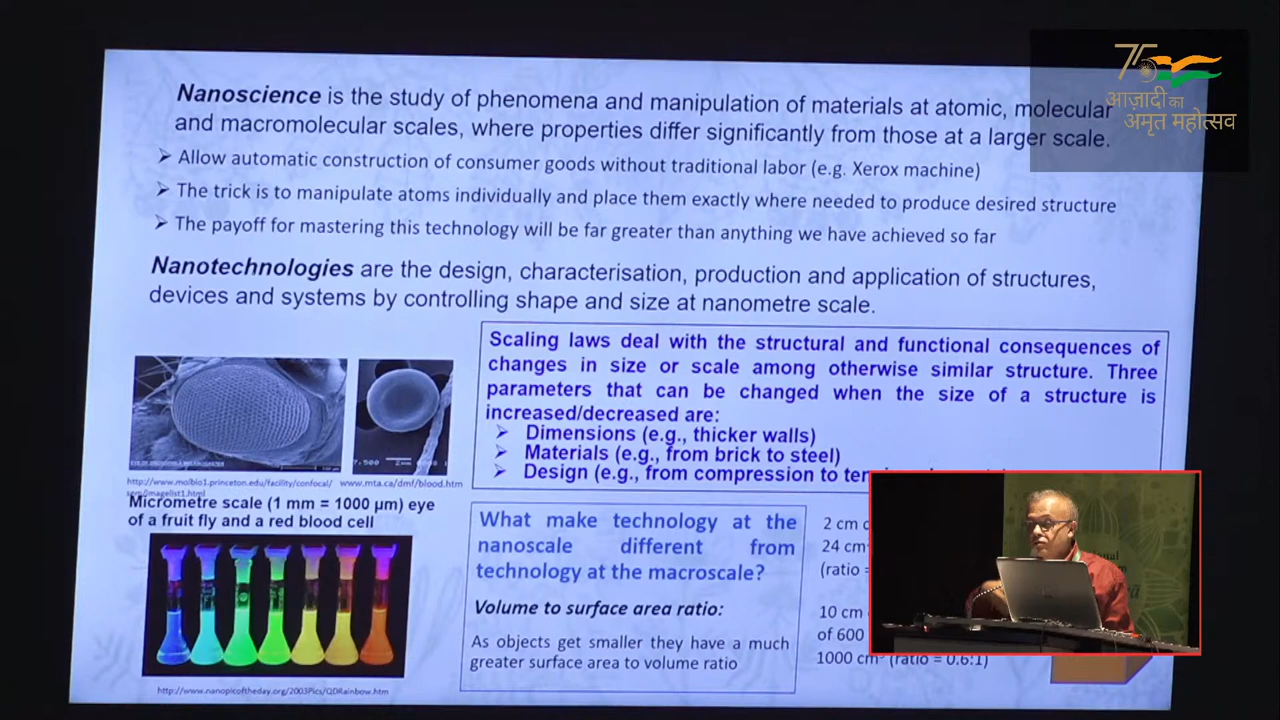 75
आज़ादी का
अमृत महोत्सव
Nanoscience is the study of phenomena and manipulation of materials at atomic, molecular
and macromolecular scales, where properties differ significantly from those at a larger scale.
➢ Allow automatic construction of consumer goods without traditional labor (e.g. Xerox machine)
➢ The trick is to manipulate atoms individually and place them exactly where needed to produce desired structure
➢ The payoff for mastering this technology will be far greater than anything we have achieved so far
Nanotechnologies are the design, characterisation, production and application of structures,
devices and systems by controlling shape and size at nanometre scale.
http://www.molbio1.princeton.edu/facility/confocal/
www.mta.ca/dmf/blood.htm
Micrometre scale (1 mm = 1000 µm) eye
of a fruit fly and a red blood cell
http://www.nanopicoftheday.org/2003Pics/QDRainbow.htm
Scaling laws deal with the structural and functional consequences of
changes in size or scale among otherwise similar structure. Three
parameters that can be changed when the size of a structure is
increased/decreased are:
➢ Dimensions (e.g., thicker walls)
➢ Materials (e.g., from brick to steel)
➢ Design (e.g., from compression to
What make technology at the
nanoscale different from
technology at the macroscale?
Volume to surface area ratio:
As objects get smaller they have a much
greater surface area to volume ratio
2 cm
24 cm
(ratio =
10 cm
of 600
1000 cm³ (ratio = 0.6:1)